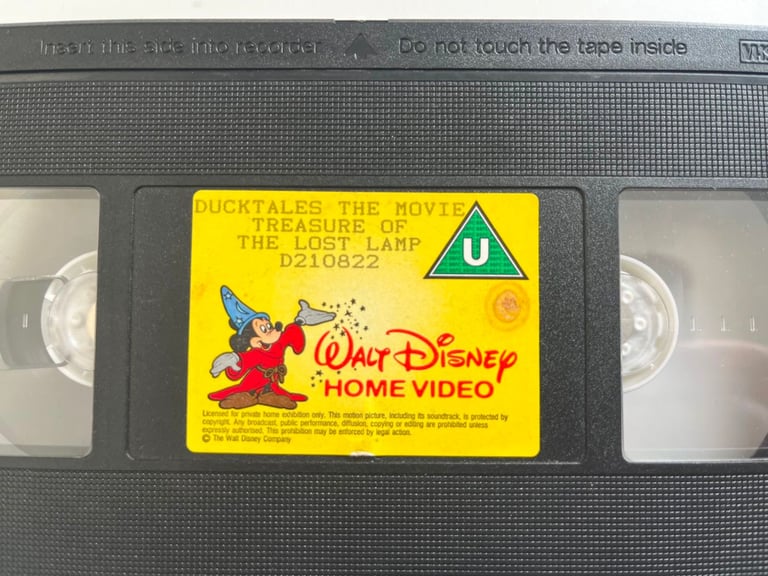 Insert this side into recorder Do not touch the tape inside VHS
DUCKTALES THE MOVIE
TREASURE OF
THE LOST LAMP
D210822
U
WALT DISNEY
HOME VIDEO
Licensed for private home exhibition only. This motion picture, including its soundtrack, is protected by
copyright. Any broadcast, public performance, diffusion, copying or editing are prohibited unless
expressly authorised. This prohibition may be enforced by legal action.
© The Walt Disney Company